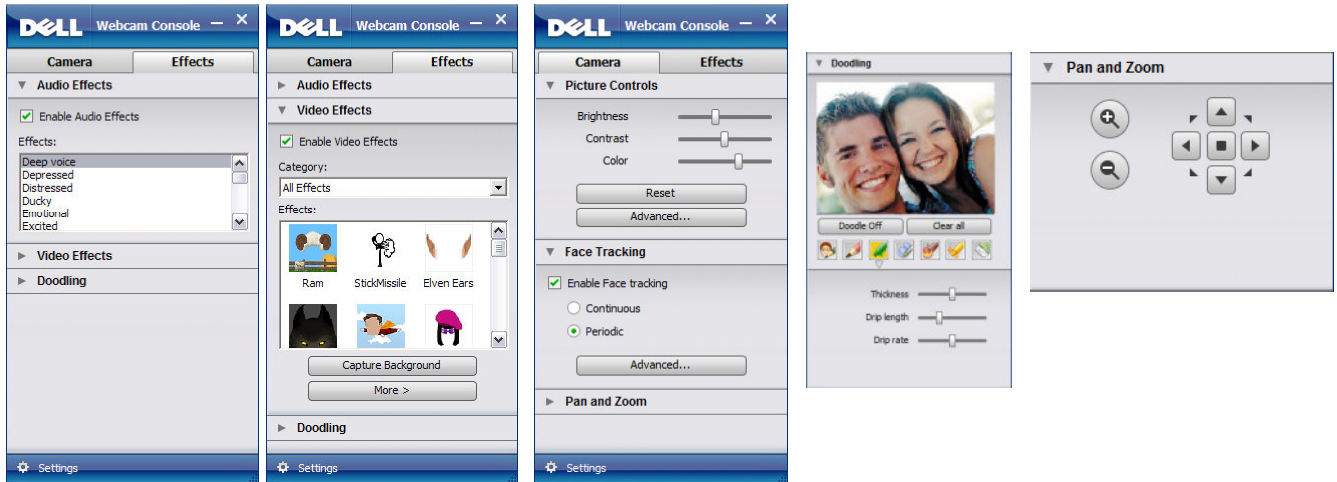 DELL Webcam Console
Camera Effects
Audio Effects
Enable Audio Effects
Effects:
Deep voice
Depressed
Distressed
Ducky
Emotional
Excited
Video Effects
Doodling
Settings
DELL Webcam Console
Camera Effects
Audio Effects
Video Effects
Enable Video Effects
Category:
All Effects
Effects:
Ram StickMissile Elven Ears
Capture Background
More >
Doodling
Settings
DELL Webcam Console
Camera Effects
Picture Controls
Brightness
Contrast
Color
Reset
Advanced...
Face Tracking
Enable Face tracking
Continuous
Periodic
Advanced...
Pan and Zoom
Settings
Doodling
Doodle Off Clear all
Thickness
Drip length
Drip rate
Pan and Zoom